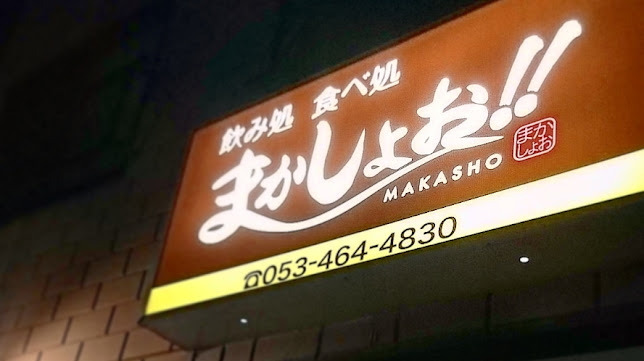 飲み処 食べ処
まかしょお!!
MAKASHO
まか
しょお
☎053-464-4830